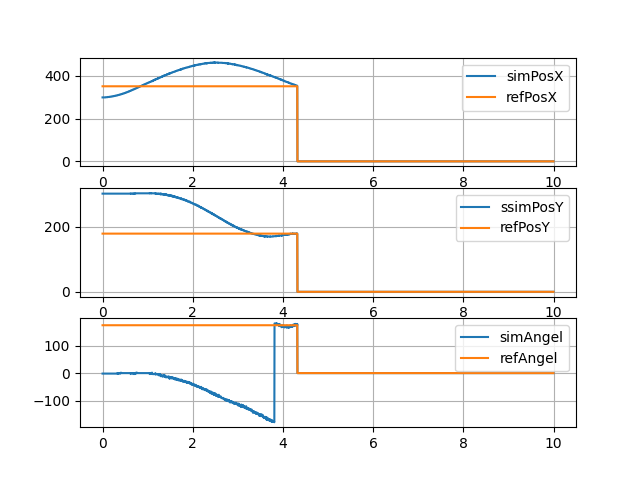 400
200
0
simPosX
refPosX
0 2 4 6 8 10
200
0
ssimPosY
refPosY
0 2 4 6 8 10
100
0
−100
simAngel
refAngel
0 2 4 6 8 10